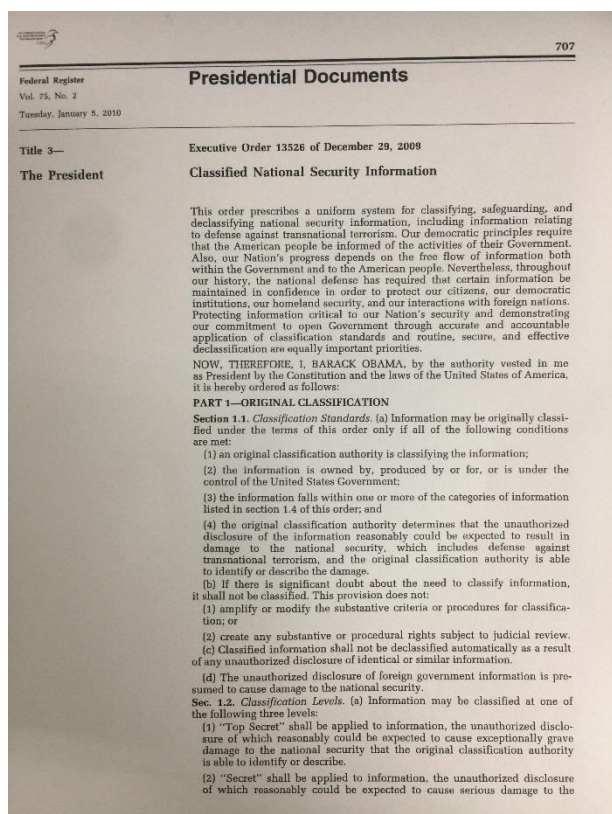 707
Federal Register
Vol. 75, No. 2
Tuesday, January 5, 2010
Presidential Documents
Title 3—
The President
Executive Order 13526 of December 29, 2009
Classified National Security Information
This order prescribes a uniform system for classifying, safeguarding, and
declassifying national security information, including information relating
to defense against transnational terrorism. Our democratic principles require
that the American people be informed of the activities of their Government.
Also, our Nation's progress depends on the free flow of information both
within the Government and to the American people. Nevertheless, throughout
our history, the national defense has required that certain information be
maintained in confidence in order to protect our citizens, our democratic
institutions, our homeland security, and our interactions with foreign nations.
Protecting information critical to our Nation's security and demonstrating
our commitment to open Government through accurate and accountable
application of classification standards and routine, secure, and effective
declassification are equally important priorities.
NOW, THEREFORE, I, BARACK OBAMA, by the authority vested in me
as President by the Constitution and the laws of the United States of America,
it is hereby ordered as follows:
PART 1—ORIGINAL CLASSIFICATION
Section 1.1. Classification Standards. (a) Information may be originally classi-
fied under the terms of this order only if all of the following conditions
are met:
(1) an original classification authority is classifying the information;
(2) the information is owned by, produced by or for, or is under the
control of the United States Government;
(3) the information falls within one or more of the categories of information
listed in section 1.4 of this order; and
(4) the original classification authority determines that the unauthorized
disclosure of the information reasonably could be expected to result in
damage to the national security, which includes defense against
transnational terrorism, and the original classification authority is able
to identify or describe the damage.
(b) If there is significant doubt about the need to classify information,
it shall not be classified. This provision does not:
(1) amplify or modify the substantive criteria or procedures for classifica-
tion; or
(2) create any substantive or procedural rights subject to judicial review.
(c) Classified information shall not be declassified automatically as a result
of any unauthorized disclosure of identical or similar information.
(d) The unauthorized disclosure of foreign government information is pre-
sumed to cause damage to the national security.
Sec. 1.2. Classification Levels. (a) Information may be classified at one of
the following three levels:
(1) "Top Secret" shall be applied to information, the unauthorized disclo-
sure of which reasonably could be expected to cause exceptionally grave
damage to the national security that the original classification authority
is able to identify or describe.
(2) "Secret" shall be applied to information, the unauthorized disclosure
of which reasonably could be expected to cause serious damage to the